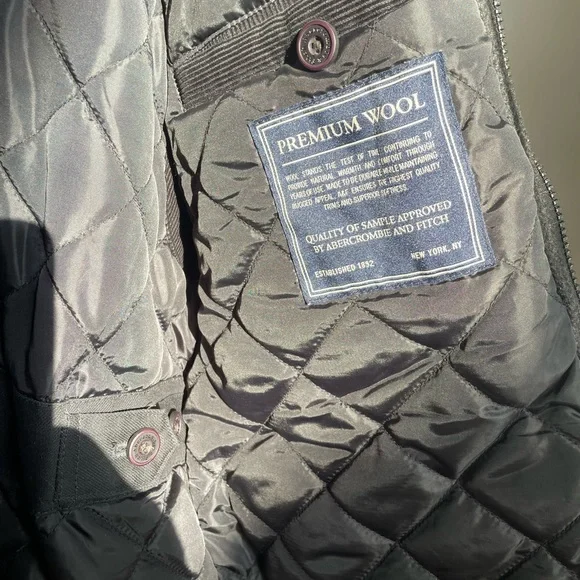 PREMIUM WOOL
WOOL STANDS THE TEST OF TIME, CONTINUING TO
PROVIDE NATURAL WARMTH AND COMFORT THROUGH
YEARS OF USE. MADE TO BE DURABLE WHILE MAINTAINING
RUGGED APPEAL, A&F ENSURES THE HIGHEST QUALITY
TRIMS AND SUPERIOR SOFTNESS.
QUALITY OF SAMPLE APPROVED
BY ABERCROMBIE AND FITCH
ESTABLISHED 1892 NEW YORK, NY